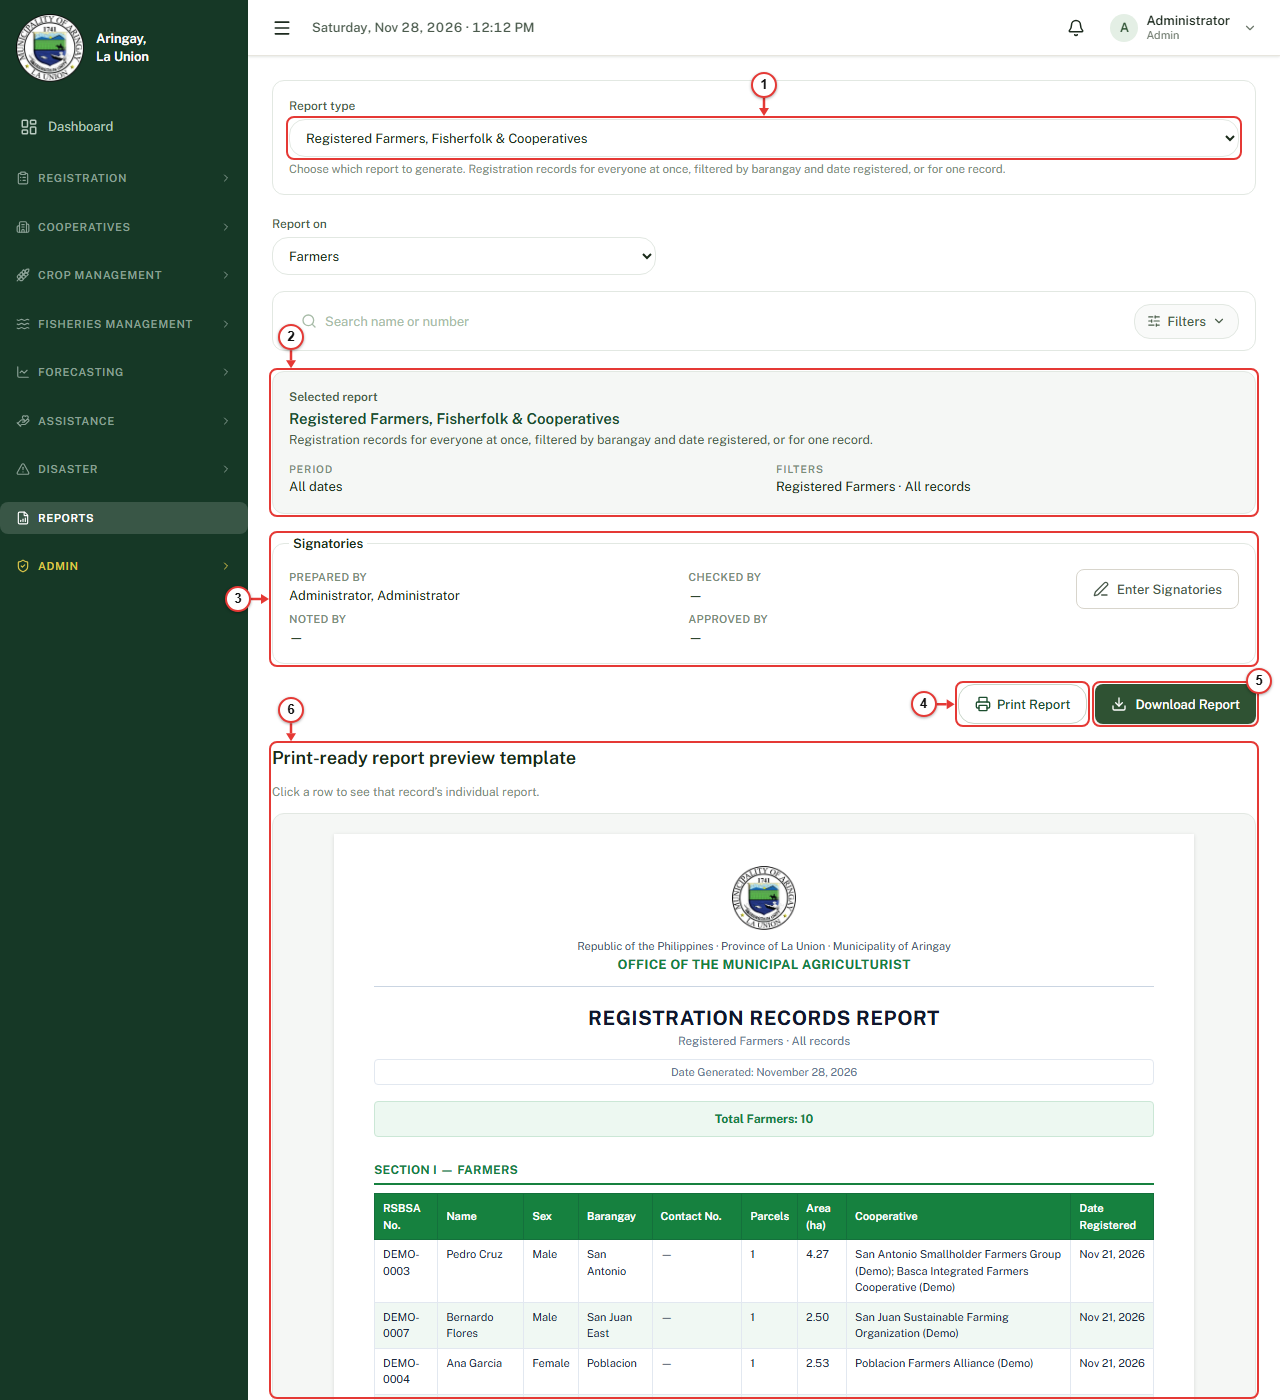 MUNICIPALITY OF ARINGAY
1741
LA UNION
Aringay,
La Union
Dashboard
REGISTRATION
COOPERATIVES
CROP MANAGEMENT
FISHERIES MANAGEMENT
FORECASTING
ASSISTANCE
DISASTER
REPORTS
ADMIN
Saturday, Nov 28, 2026 · 12:12 PM
A
Administrator
Admin
1
Report type
Registered Farmers, Fisherfolk & Cooperatives
Choose which report to generate. Registration records for everyone at once, filtered by barangay and date registered, or for one record.
Report on
Farmers
Search name or number
Filters
2
Selected report
Registered Farmers, Fisherfolk & Cooperatives
Registration records for everyone at once, filtered by barangay and date registered, or for one record.
PERIOD
All dates
FILTERS
Registered Farmers · All records
3
Signatories
PREPARED BY
Administrator, Administrator
CHECKED BY
—
NOTED BY
—
APPROVED BY
—
Enter Signatories
4
Print Report
5
Download Report
6
Print-ready report preview template
Click a row to see that record's individual report.
MUNICIPALITY OF ARINGAY
1741
LA UNION
Republic of the Philippines · Province of La Union · Municipality of Aringay
OFFICE OF THE MUNICIPAL AGRICULTURIST
REGISTRATION RECORDS REPORT
Registered Farmers · All records
Date Generated: November 28, 2026
Total Farmers: 10
SECTION I — FARMERS
RSBSA No. Name Sex Barangay Contact No. Parcels Area (ha) Cooperative Date Registered
DEMO-0003 Pedro Cruz Male San Antonio — 1 4.27 San Antonio Smallholder Farmers Group (Demo); Basca Integrated Farmers Cooperative (Demo) Nov 21, 2026
DEMO-0007 Bernardo Flores Male San Juan East — 1 2.50 San Juan Sustainable Farming Organization (Demo) Nov 21, 2026
DEMO-0004 Ana Garcia Female Poblacion — 1 2.53 Poblacion Farmers Alliance (Demo) Nov 21, 2026